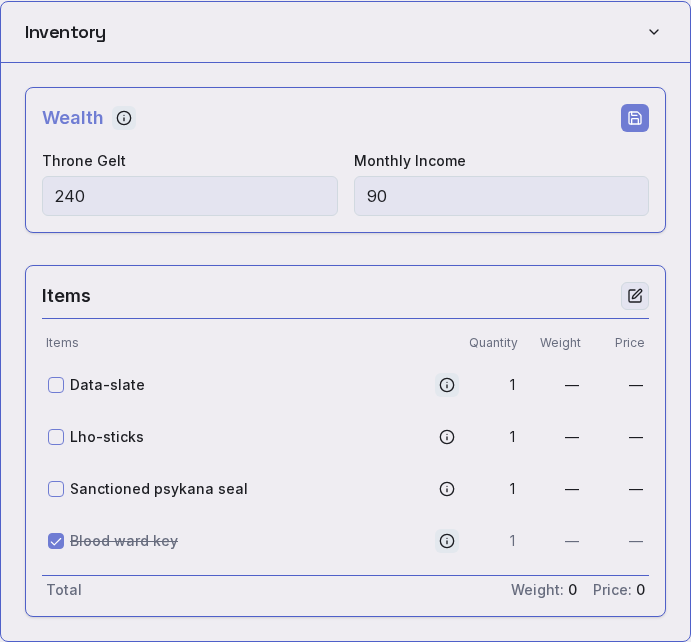 Inventory
Wealth
Throne Gelt Monthly Income
240 90
Items
Items Quantity Weight Price
Data-slate 1 — —
Lho-sticks 1 — —
Sanctioned psykana seal 1 — —
Blood ward key 1 — —
Total Weight: 0 Price: 0